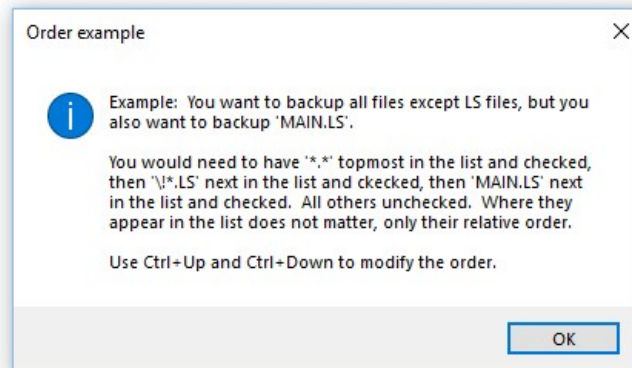 Order example
Example: You want to backup all files except LS files, but you
also want to backup 'MAIN.LS'.
You would need to have '*.*' topmost in the list and checked,
then '\!*.LS' next in the list and ckecked, then 'MAIN.LS' next
in the list and checked. All others unchecked. Where they
appear in the list does not matter, only their relative order.
Use Ctrl+Up and Ctrl+Down to modify the order.
OK